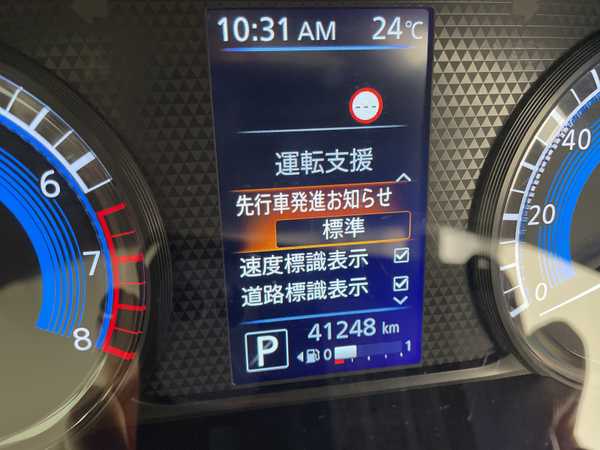 10:31 AM 24℃
---
運転支援
先行車発進お知らせ
標準
速度標識表示
道路標識表示
P 41248 km
0 1
6
7
8
40
20
0